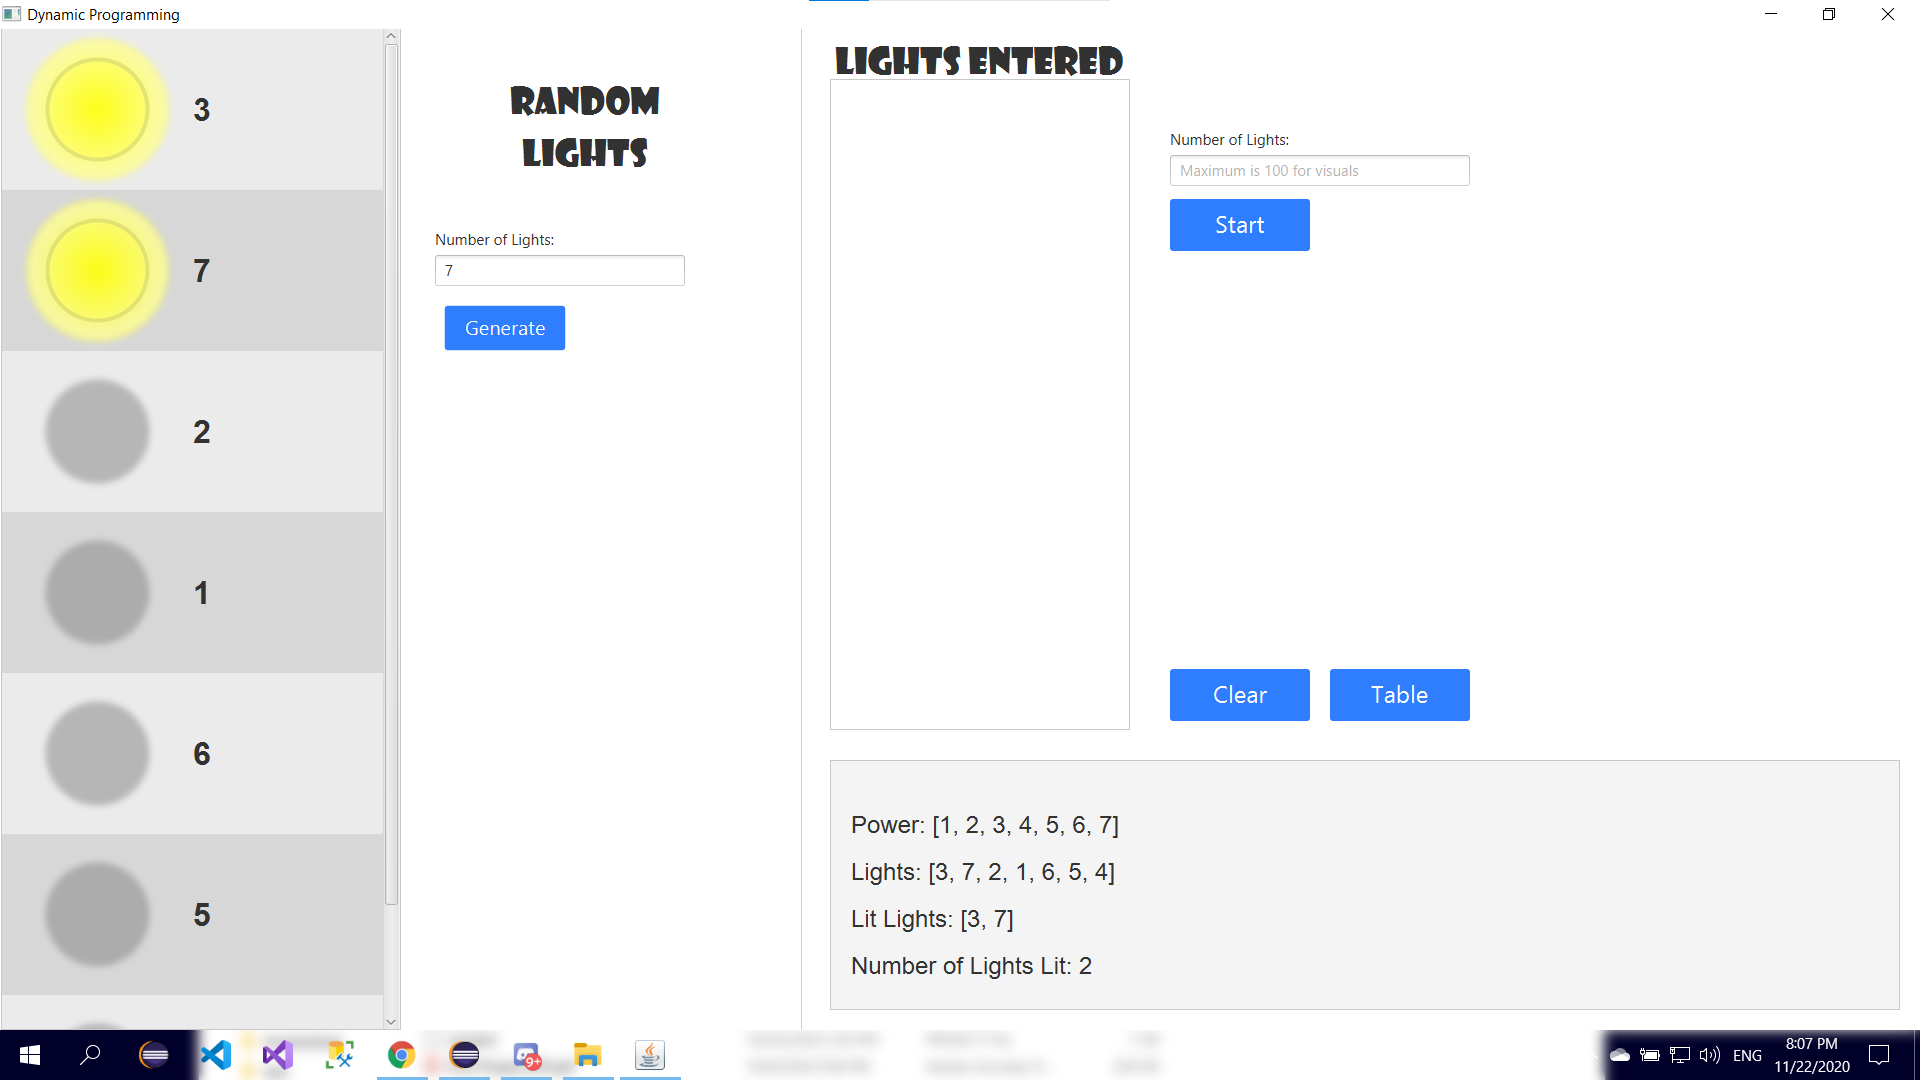 Dynamic Programming
3
7
2
1
6
5
RANDOM
LIGHTS
Number of Lights:
7
Generate
LIGHTS ENTERED
Number of Lights:
Maximum is 100 for visuals
Start
Clear
Table
Power: [1, 2, 3, 4, 5, 6, 7]
Lights: [3, 7, 2, 1, 6, 5, 4]
Lit Lights: [3, 7]
Number of Lights Lit: 2
9+
ENG
8:07 PM
11/22/2020